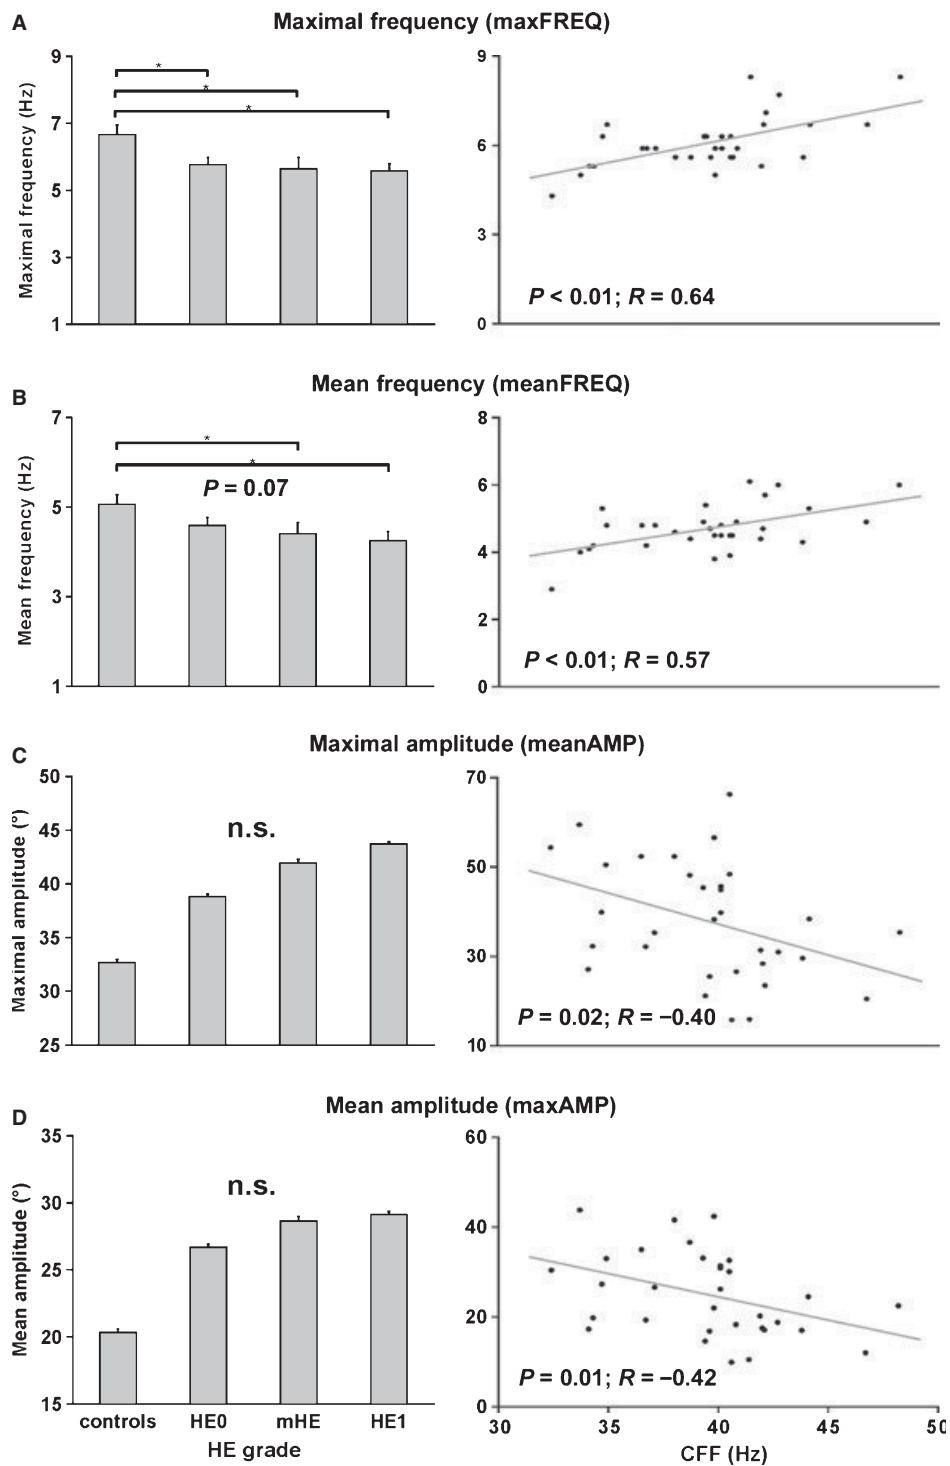 A
Maximal frequency (maxFREQ)
Maximal frequency (Hz)
9
7
5
3
1
*
*
*
9
6
3
0
P < 0.01; R = 0.64
B
Mean frequency (meanFREQ)
Mean frequency (Hz)
7
5
3
1
*
*
P = 0.07
8
6
4
2
0
P < 0.01; R = 0.57
C
Maximal amplitude (meanAMP)
Maximal amplitude (°)
50
45
40
35
30
25
n.s.
70
50
30
10
P = 0.02; R = −0.40
D
Mean amplitude (maxAMP)
Mean amplitude (°)
35
30
25
20
15
n.s.
controls HE0 mHE HE1
HE grade
60
40
20
0
P = 0.01; R = −0.42
30 35 40 45 50
CFF (Hz)